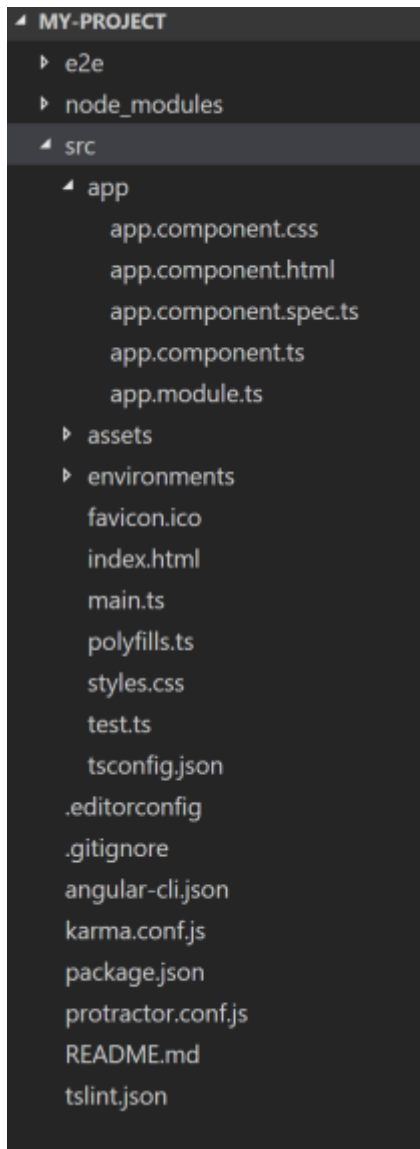 MY-PROJECT
e2e
node_modules
src
app
app.component.css
app.component.html
app.component.spec.ts
app.component.ts
app.module.ts
assets
environments
favicon.ico
index.html
main.ts
polyfills.ts
styles.css
test.ts
tsconfig.json
.editorconfig
.gitignore
angular-cli.json
karma.conf.js
package.json
protractor.conf.js
README.md
tslint.json